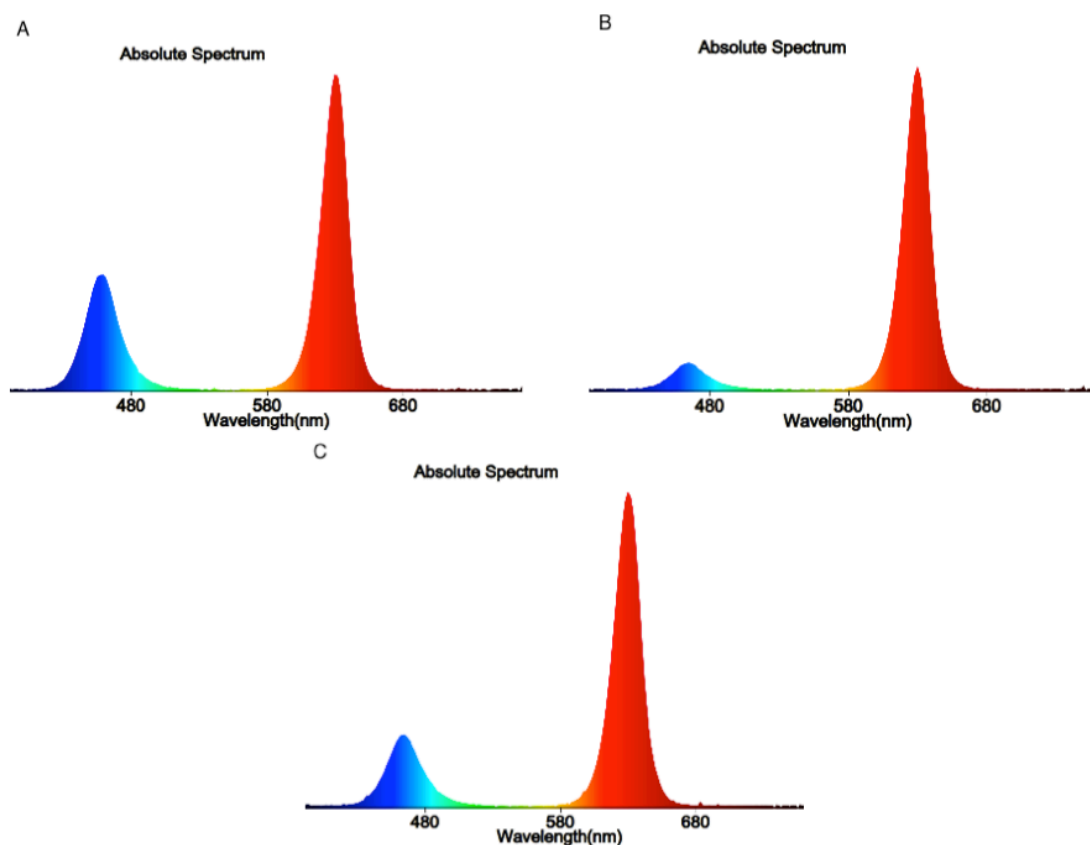 A
Absolute Spectrum
480 580 680
Wavelength(nm)
B
Absolute Spectrum
480 580 680
Wavelength(nm)
C
Absolute Spectrum
480 580 680
Wavelength(nm)